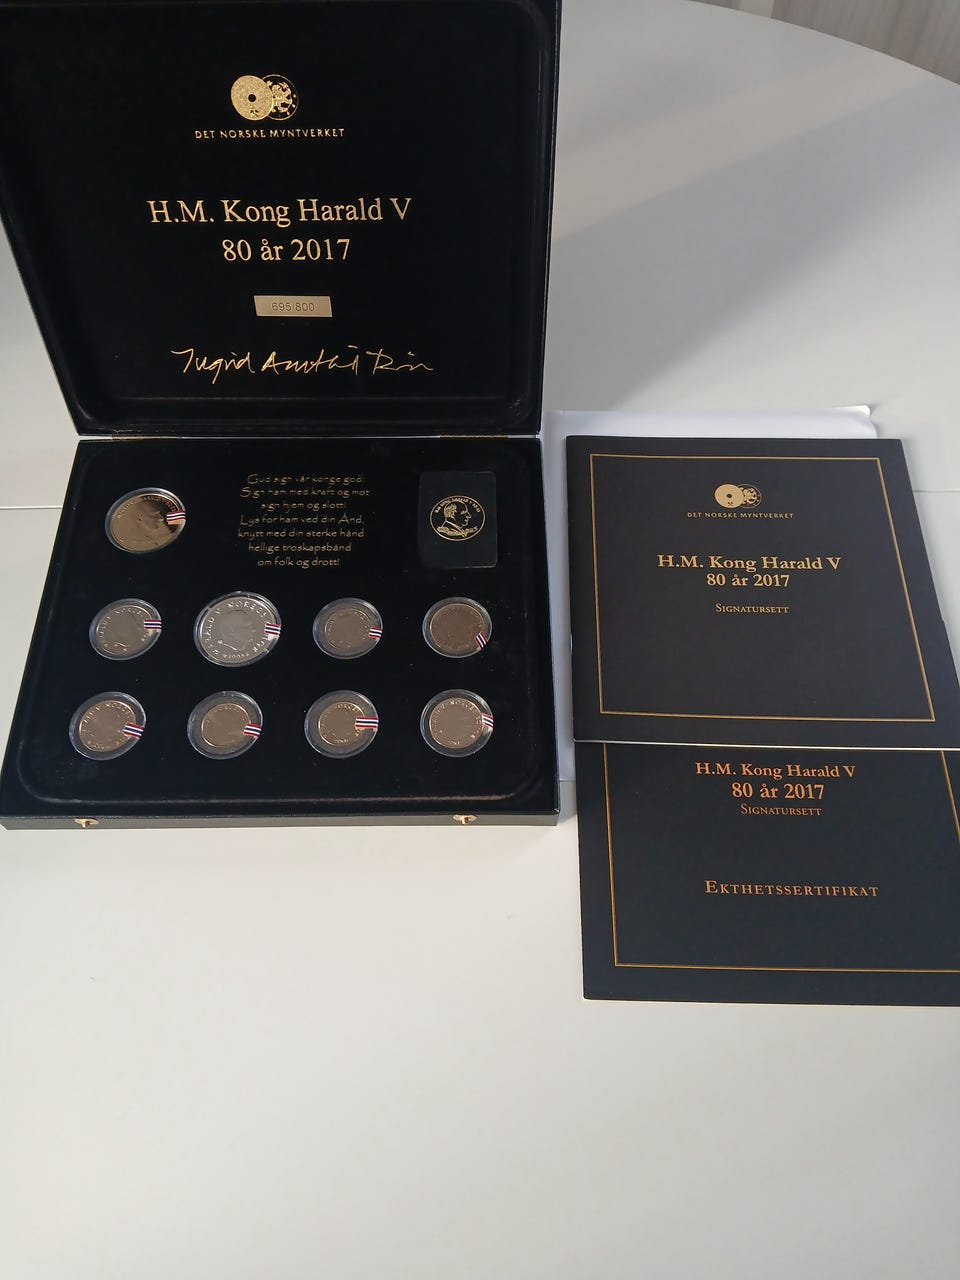 DET NORSKE MYNTVERKET
H.M. Kong Harald V
80 år 2017
695/800
Gud sign vår konge god!
Sign ham med kraft og mot
sign hjem og slott!
Lys for ham ved din Ånd,
knytt med din sterke hånd
hellige troskapsbånd
om folk og drott!
HARALD V NORGES
DET NORSKE MYNTVERKET
H.M. Kong Harald V
80 år 2017
Signatursett
H.M. Kong Harald V
80 år 2017
Signatursett
Ekthetssertifikat